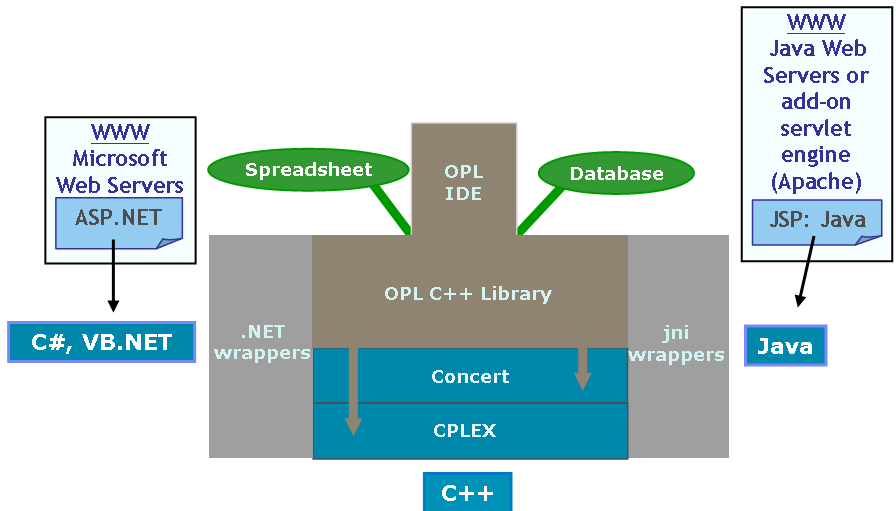 WWW
Microsoft
Web Servers
ASP.NET
C#, VB.NET
Spreadsheet
OPL
IDE
Database
OPL C++ Library
.NET
wrappers
jni
wrappers
Concert
CPLEX
C++
WWW
Java Web
Servers or
add-on
servlet
engine
(Apache)
JSP: Java
Java